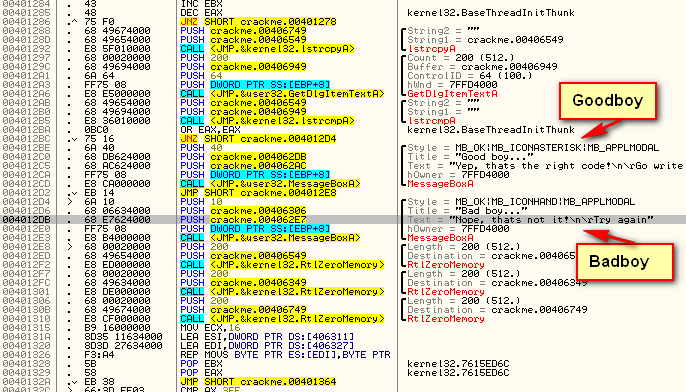 00401284 . 43 INC EBX
00401285 . 48 DEC EAX kernel32.BaseThreadInitThunk
00401286 .^ 75 F0 JNZ SHORT crackme.00401278
00401288 . 68 49674000 PUSH crackme.00406749 String2 = ""
0040128D . 68 49654000 PUSH crackme.00406549 String1 = crackme.00406549
00401292 . E8 5F010000 CALL <JMP.&kernel32.lstrcpyA> lstrcpyA
00401297 . 68 00020000 PUSH 200 Count = 200 (512.)
0040129C . 68 49694000 PUSH crackme.00406949 Buffer = crackme.00406949
004012A1 . 6A 64 PUSH 64 ControlID = 64 (100.)
004012A3 . FF75 08 PUSH DWORD PTR SS:[EBP+8] hWnd = 7FFD4000
004012A6 . E8 E5000000 CALL <JMP.&user32.GetDlgItemTextA> GetDlgItemTextA
004012AB . 68 49654000 PUSH crackme.00406549 String2 = ""
004012B0 . 68 49694000 PUSH crackme.00406949 String1 = ""
004012B5 . E8 36010000 CALL <JMP.&kernel32.lstrcmpA> lstrcmpA
004012BA . 0BC0 OR EAX,EAX kernel32.BaseThreadInitThunk
004012BC .v 75 16 JNZ SHORT crackme.004012D4
004012BE . 6A 40 PUSH 40 Style = MB_OK|MB_ICONASTERISK|MB_APPLMODAL
004012C0 . 68 DB624000 PUSH crackme.004062DB Title = "Good boy..."
004012C5 . 68 AC624000 PUSH crackme.004062AC Text = "Yep, thats the right code!\n\rGo write
004012CA . FF75 08 PUSH DWORD PTR SS:[EBP+8] hOwner = 7FFD4000
004012CD . E8 CA000000 CALL <JMP.&user32.MessageBoxA> MessageBoxA
004012D2 .v EB 14 JMP SHORT crackme.004012E8
004012D4 > 6A 10 PUSH 10 Style = MB_OK|MB_ICONHAND|MB_APPLMODAL
004012D6 . 68 06634000 PUSH crackme.00406306 Title = "Bad boy..."
004012DB . 68 E7624000 PUSH crackme.004062E7 Text = "Nope, thats not it!\n\rTry again"
004012E0 . FF75 08 PUSH DWORD PTR SS:[EBP+8] hOwner = 7FFD4000
004012E3 . E8 B4000000 CALL <JMP.&user32.MessageBoxA> MessageBoxA
004012E8 > 68 00020000 PUSH 200 Length = 200 (512.)
004012ED . 68 49654000 PUSH crackme.00406549 Destination = crackme.00406549
004012F2 . E8 ED000000 CALL <JMP.&kernel32.RtlZeroMemory> RtlZeroMemory
004012F7 . 68 00020000 PUSH 200 Length = 200 (512.)
004012FC . 68 49634000 PUSH crackme.00406349 Destination = crackme.00406349
00401301 . E8 DE000000 CALL <JMP.&kernel32.RtlZeroMemory> RtlZeroMemory
00401306 . 68 00020000 PUSH 200 Length = 200 (512.)
0040130B . 68 49674000 PUSH crackme.00406749 Destination = crackme.00406749
00401310 . E8 CF000000 CALL <JMP.&kernel32.RtlZeroMemory> RtlZeroMemory
00401315 . B9 16000000 MOV ECX,16
0040131A . 8D35 11634000 LEA ESI,DWORD PTR DS:[406311]
00401320 . 8D3D 27634000 LEA EDI,DWORD PTR DS:[406327]
00401326 . F3:A4 REP MOVS BYTE PTR ES:[EDI],BYTE PTR
00401328 . 5B POP EBX kernel32.7615ED6C
00401329 . 58 POP EAX kernel32.7615ED6C
0040132A .v EB 38 JMP SHORT crackme.00401364
Goodboy
Badboy